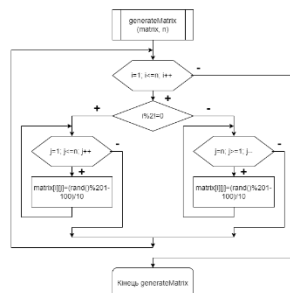 generateMatrix
(matrix, n)
i=1; i<=n, i++
-
+
i%2!=0
+
-
j=1; j<=n, j++
-
j=n; j>=1, j--
-
+
+
matrix[i][j]=(rand()%201-
100)/10
matrix[i][j]=(rand()%201-
100)/10
Кінець generateMatrix